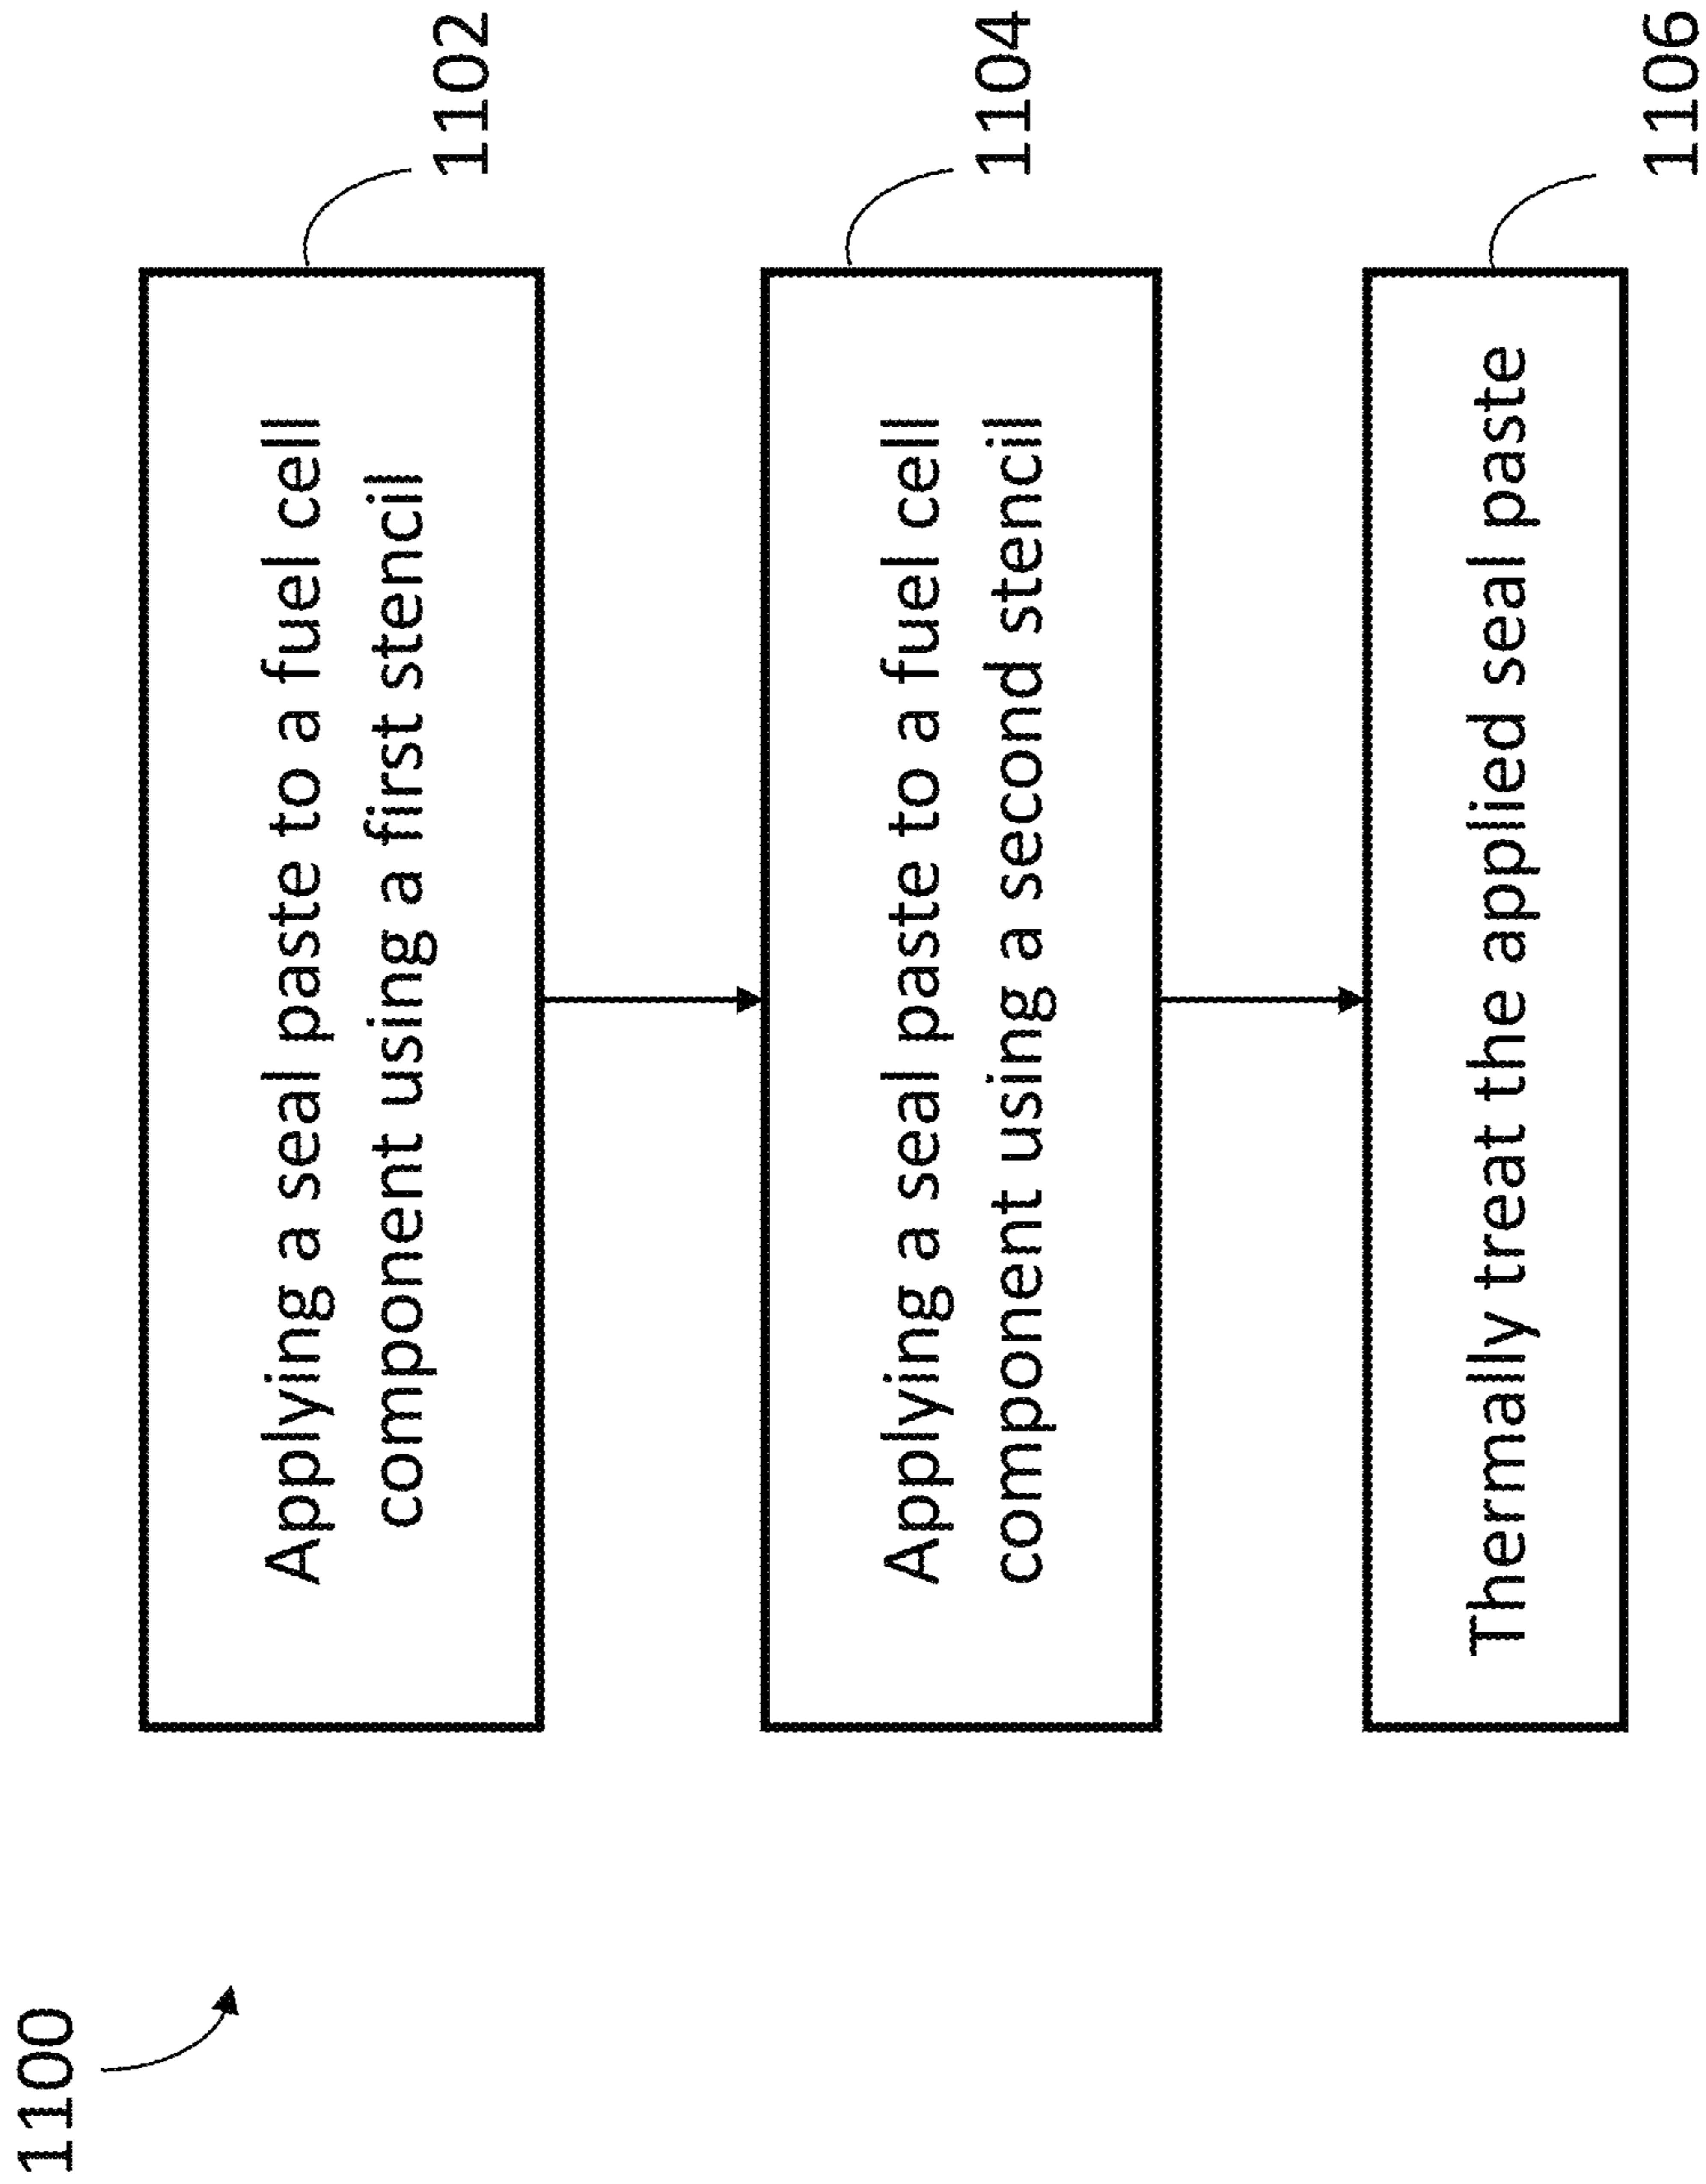 1100
Applying a seal paste to a fuel cell
component using a first stencil
1102
Applying a seal paste to a fuel cell
component using a second stencil
1104
Thermally treat the applied seal paste
1106